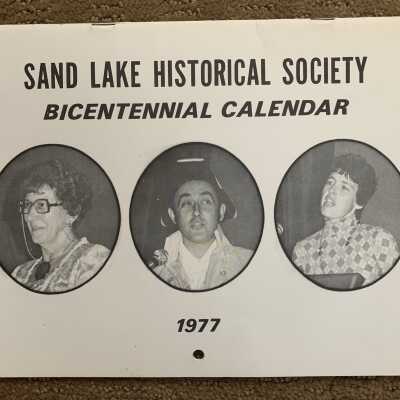 SAND LAKE HISTORICAL SOCIETY
BICENTENNIAL CALENDAR
1977